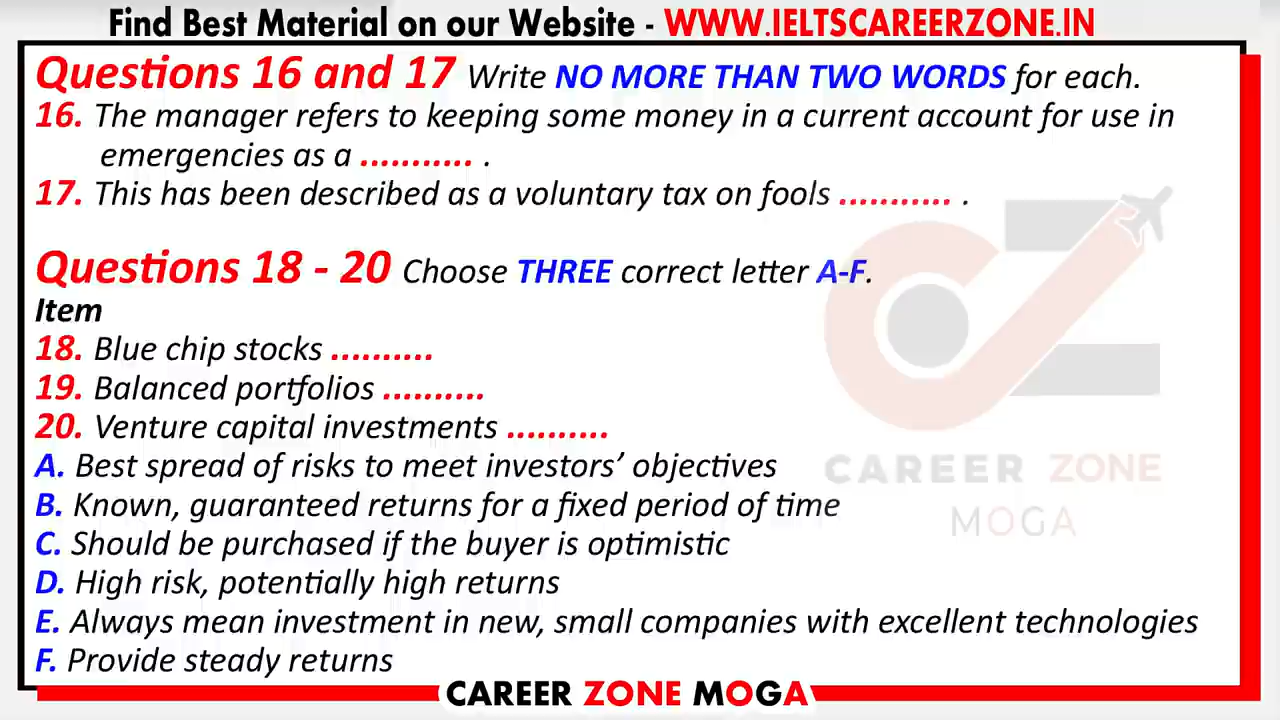 Find Best Material on our Website - WWW.IELTSCAREERZONE.IN
Questions 16 and 17 Write NO MORE THAN TWO WORDS for each.
16. The manager refers to keeping some money in a current account for use in
emergencies as a ........... .
17. This has been described as a voluntary tax on fools ........... .
Questions 18 - 20 Choose THREE correct letter A-F.
Item
18. Blue chip stocks ..........
19. Balanced portfolios ..........
20. Venture capital investments ..........
A. Best spread of risks to meet investors’ objectives
B. Known, guaranteed returns for a fixed period of time
C. Should be purchased if the buyer is optimistic
D. High risk, potentially high returns
E. Always mean investment in new, small companies with excellent technologies
F. Provide steady returns
CAREER ZONE
MOGA
CAREER ZONE MOGA